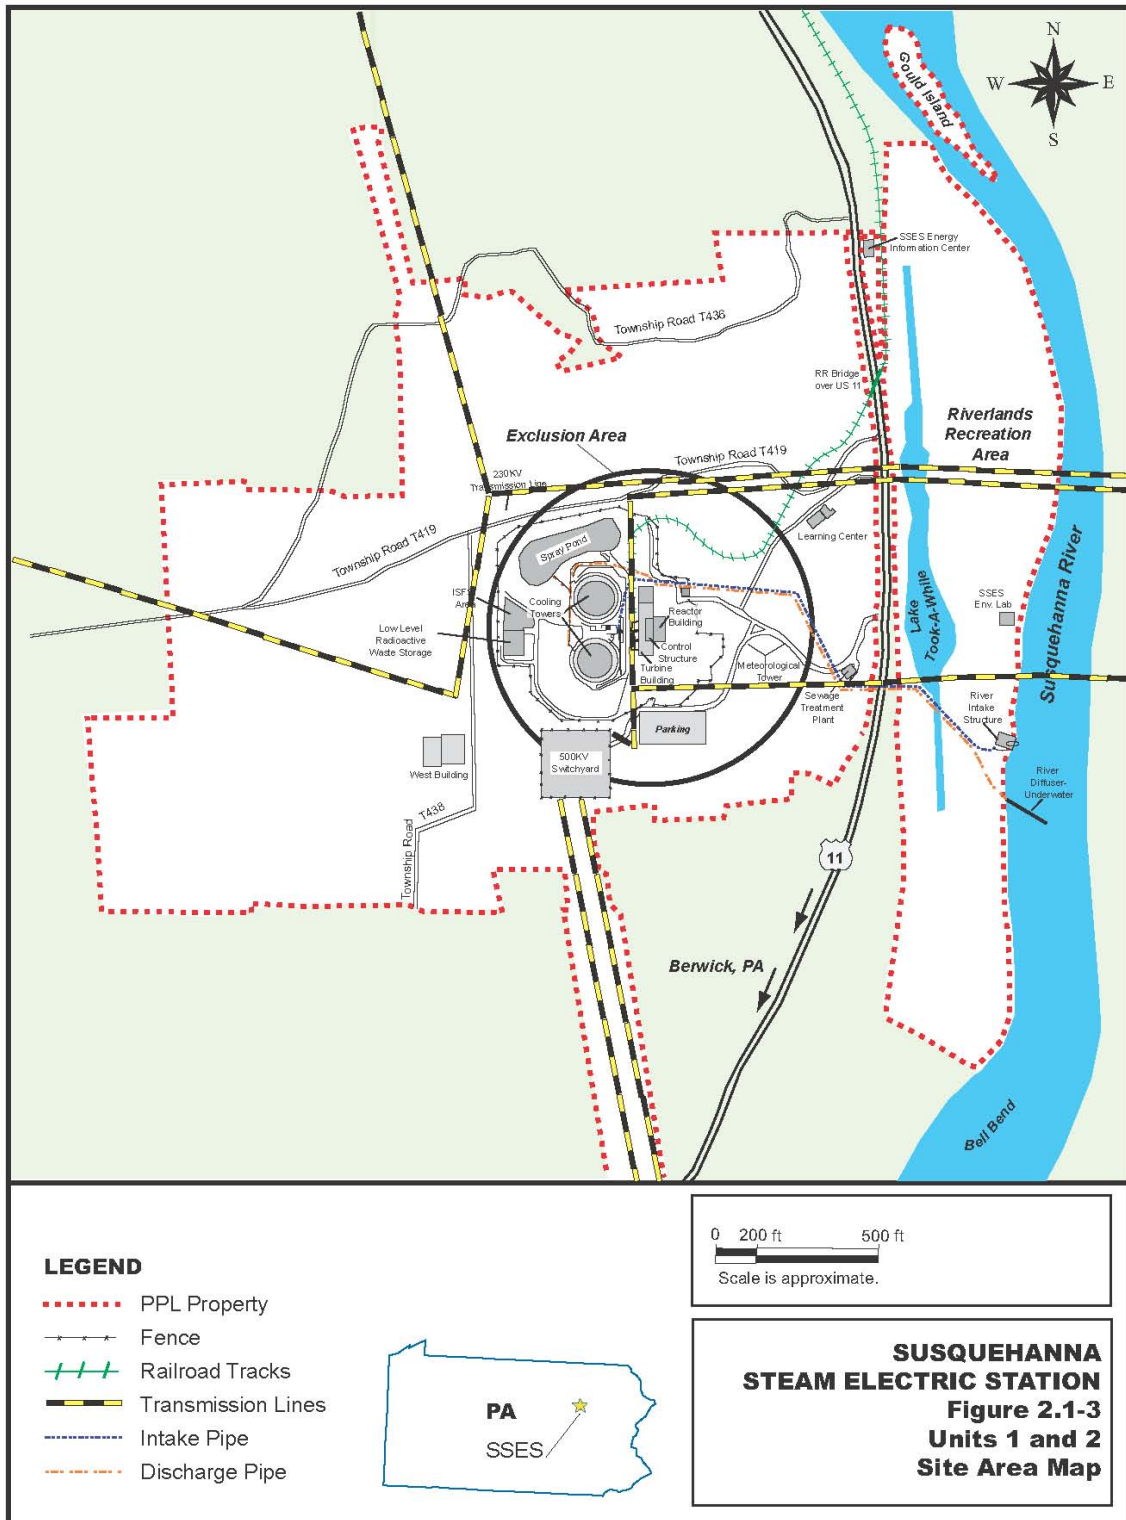 N
W
E
S
Gould Island
SSES Energy
Information Center
Township Road T436
RR Bridge
over US 11
Riverlands
Recreation
Area
Exclusion Area
Township Road T419
230KV
Transmission Line
Township Road T419
Spray Pond
Learning Center
ISFSI
Area
Cooling
Towers
Low Level
Radioactive
Waste Storage
Reactor
Building
Control
Structure
Turbine
Building
Meteorological
Tower
Lake
Took-A-While
SSES
Env. Lab
Susquehanna River
Sewage
Treatment
Plant
River
Intake
Structure
Parking
500KV
Switchyard
West Building
River
Diffuser-
Underwater
Township Road
T438
11
Berwick, PA
Bell Bend
LEGEND
PPL Property
Fence
Railroad Tracks
Transmission Lines
Intake Pipe
Discharge Pipe
PA
SSES
0 200 ft 500 ft
Scale is approximate.
SUSQUEHANNA
STEAM ELECTRIC STATION
Figure 2.1-3
Units 1 and 2
Site Area Map